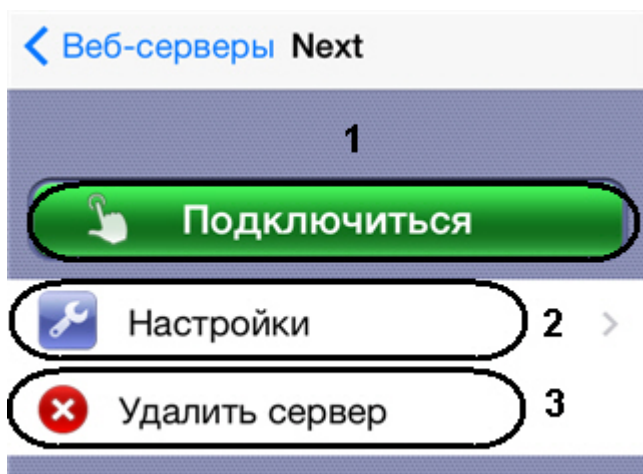 Веб-серверы Next
1
Подключиться
Настройки 2
Удалить сервер 3